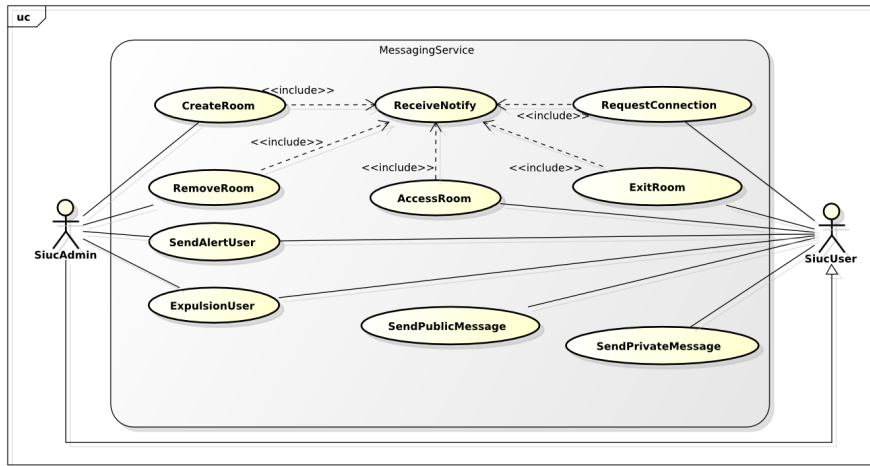 uc
MessagingService
<<include>>
CreateRoom
ReceiveNotify
RequestConnection
<<include>>
<<include>>
<<include>>
<<include>>
RemoveRoom
ExitRoom
AccessRoom
SendAlertUser
SiucAdmin
SiucUser
ExpulsionUser
SendPublicMessage
SendPrivateMessage